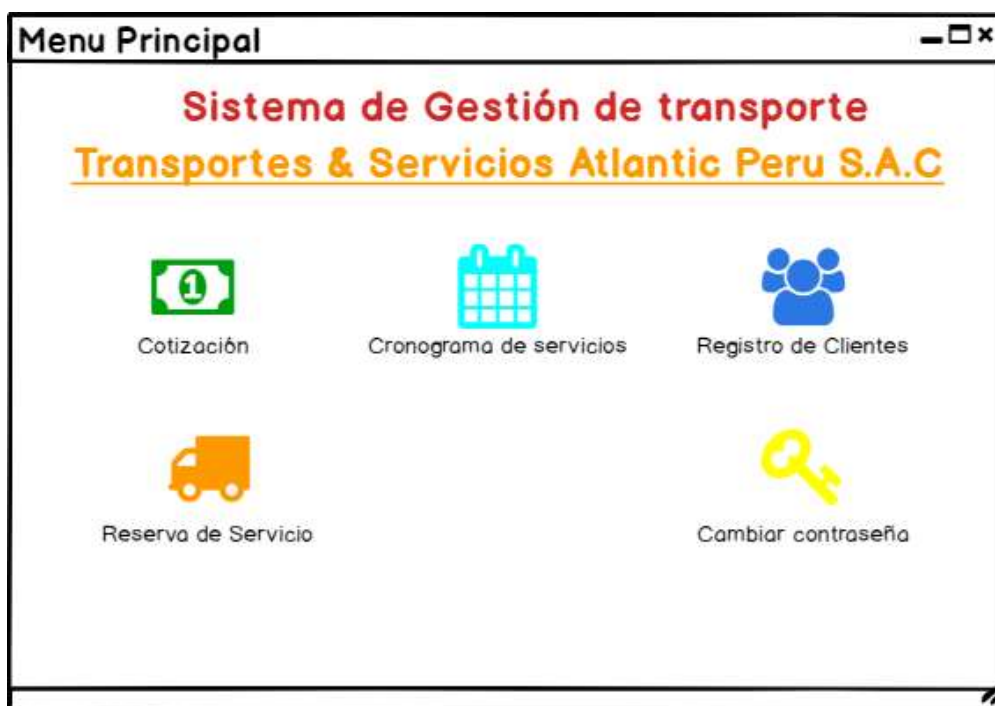 Menu Principal
Sistema de Gestión de transporte
Transportes & Servicios Atlantic Peru S.A.C
1
Cotización
Cronograma de servicios
Registro de Clientes
Reserva de Servicio
Cambiar contraseña